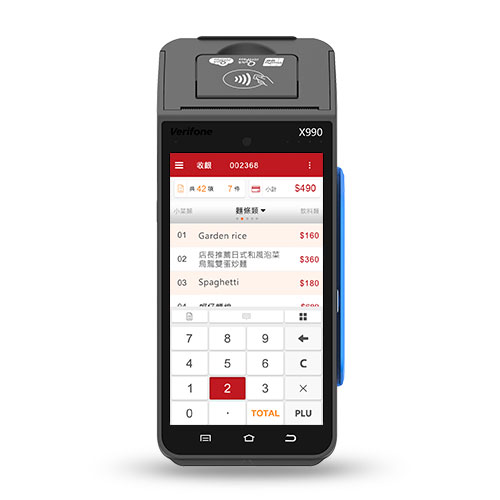 Verifone
X990
收銀 002368
共 42 項 7 件 小計 $490
小菜類 麵條類 飲料麵
01 Garden rice $160
02 店長推薦日式和風泡菜
烏龍雙蛋炒麵 $360
03 Spaghetti $180
04 $680
7 8 9
4 5 6 C
1 2 3 ×
0 · TOTAL PLU